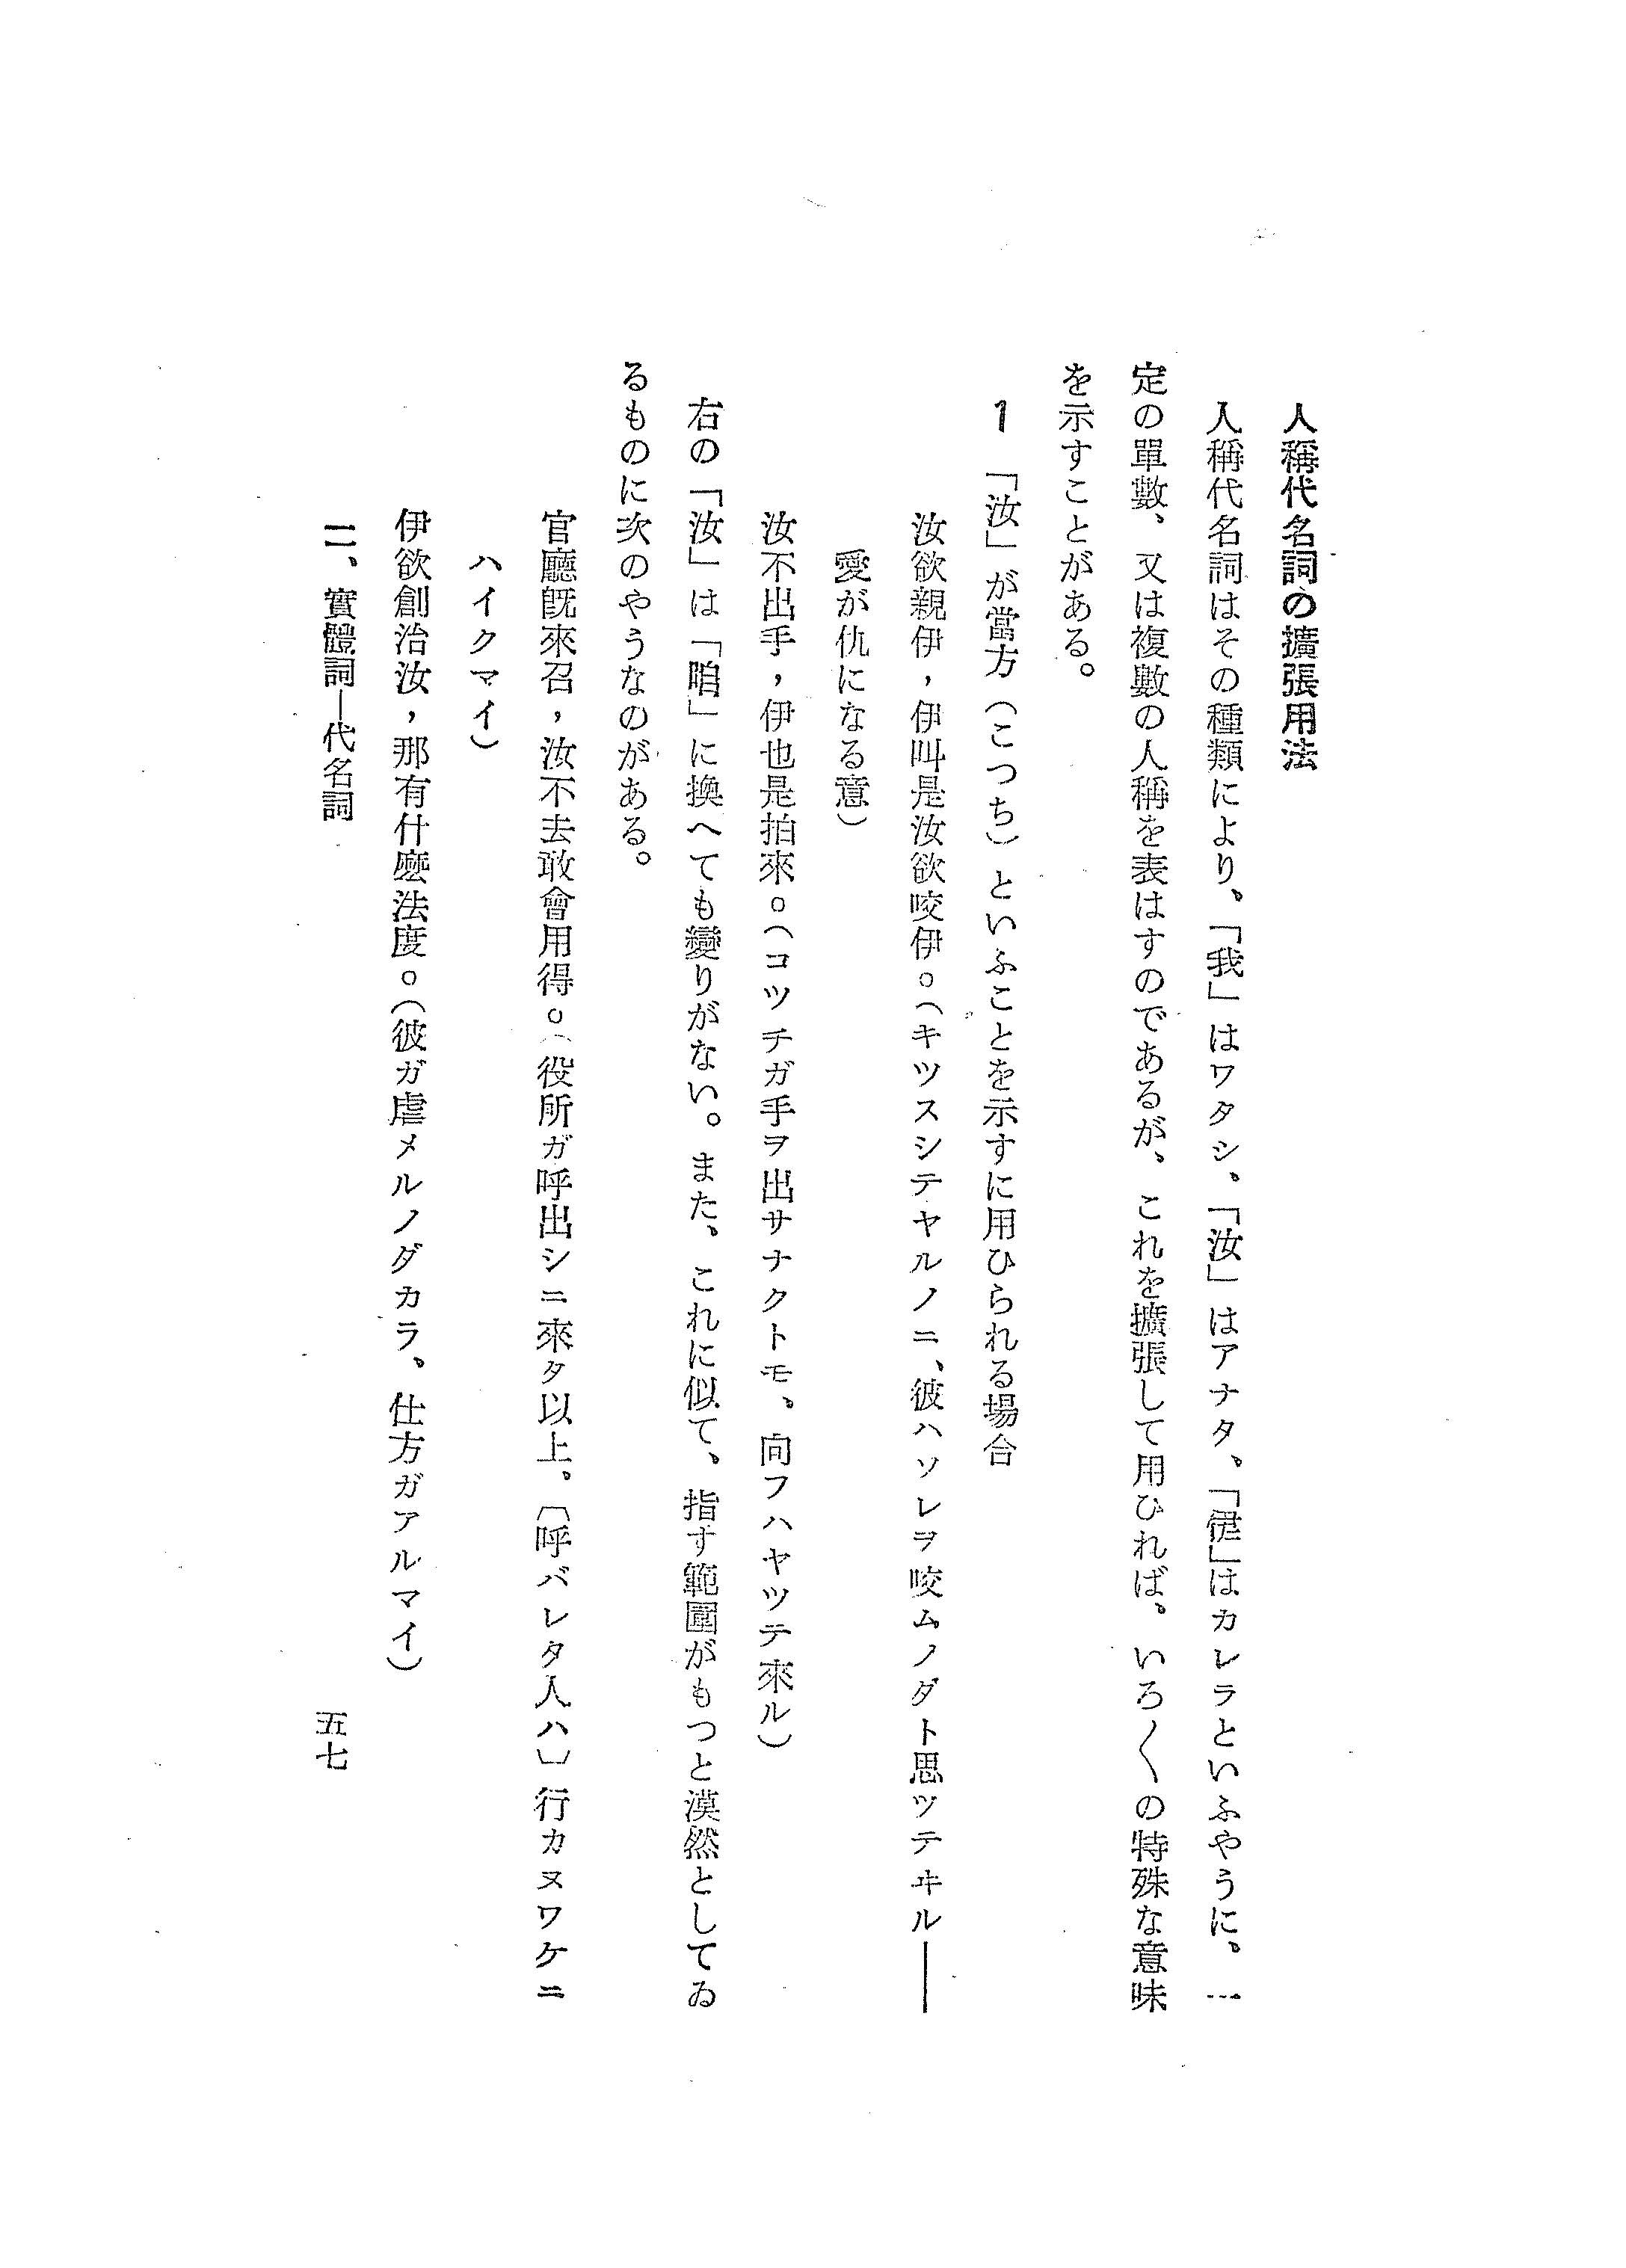 人稱代名詞の擴張用法
人稱代名詞はその種類により、「我」はワタシ、「汝」はアナタ、「𪜶」はカレラといふやうに、一
定の單數、又は複數の人稱を表はすのであるが、これを擴張して用ひれば、いろ〱の特殊な意味
を示すことがある。
1 「汝」が當方（こつち）といふことを示すに用ひられる場合
汝欲親伊，伊叫是汝欲咬伊。（キツスシテヤルノニ、彼ハソレヲ咬ムノダト思ツテヰル――
愛が仇になる意）
汝不出手，伊也是拍來。（コツチガ手ヲ出サナクトモ、向フハヤツテ來ル）
右の「汝」は「咱」に換へても變りがない。また、これに似て、指す範圍がもつと漠然としてゐ
るものに次のやうなのがある。
官廳旣來召，汝不去敢會用得。（役所ガ呼出シニ來タ以上、〔呼バレタ人ハ〕行カヌワケニ
ハイクマイ）
伊欲創治汝，那有什麽法度。（彼ガ虐メルノダカラ、仕方ガアルマイ）
二、實體詞―代名詞
五七